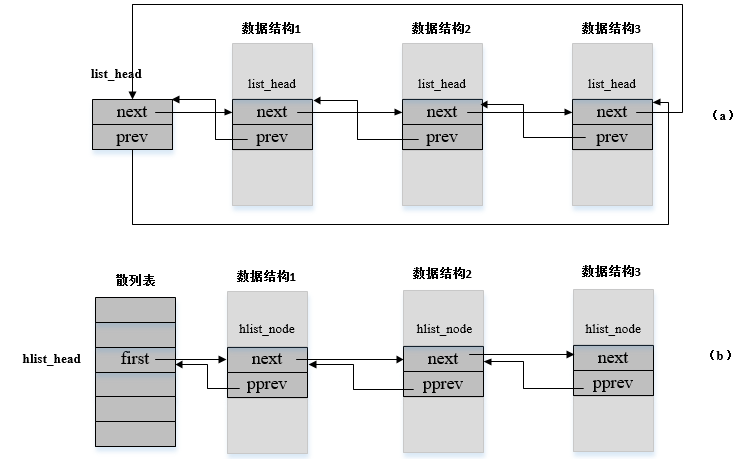 数据结构1 数据结构2 数据结构3
list_head list_head list_head list_head
next next next next
（a）
prev prev prev prev
散列表 数据结构1 数据结构2 数据结构3
hlist_node hlist_node hlist_node
hlist_head first next next next
（b）
pprev pprev pprev